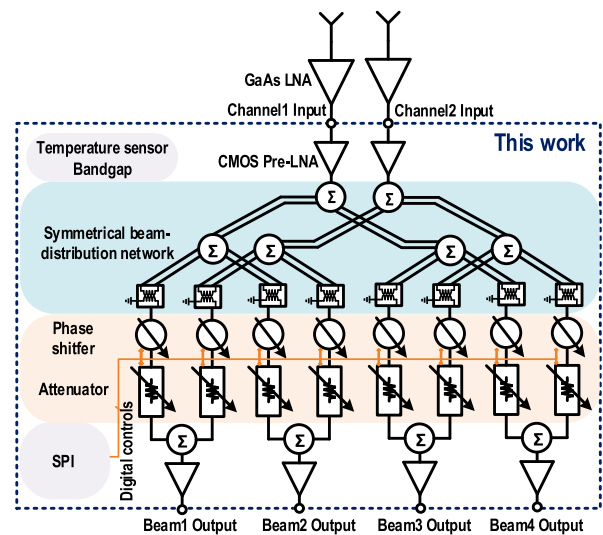 GaAs LNA
Channel1 Input
Channel2 Input
This work
Temperature sensor
Bandgap
CMOS Pre-LNA
Σ
Σ
Symmetrical beam-
distribution network
Σ
Σ
Σ
Σ
Phase
shitfer
Attenuator
SPI
Digital controls
Σ
Σ
Σ
Σ
Beam1 Output
Beam2 Output
Beam3 Output
Beam4 Output